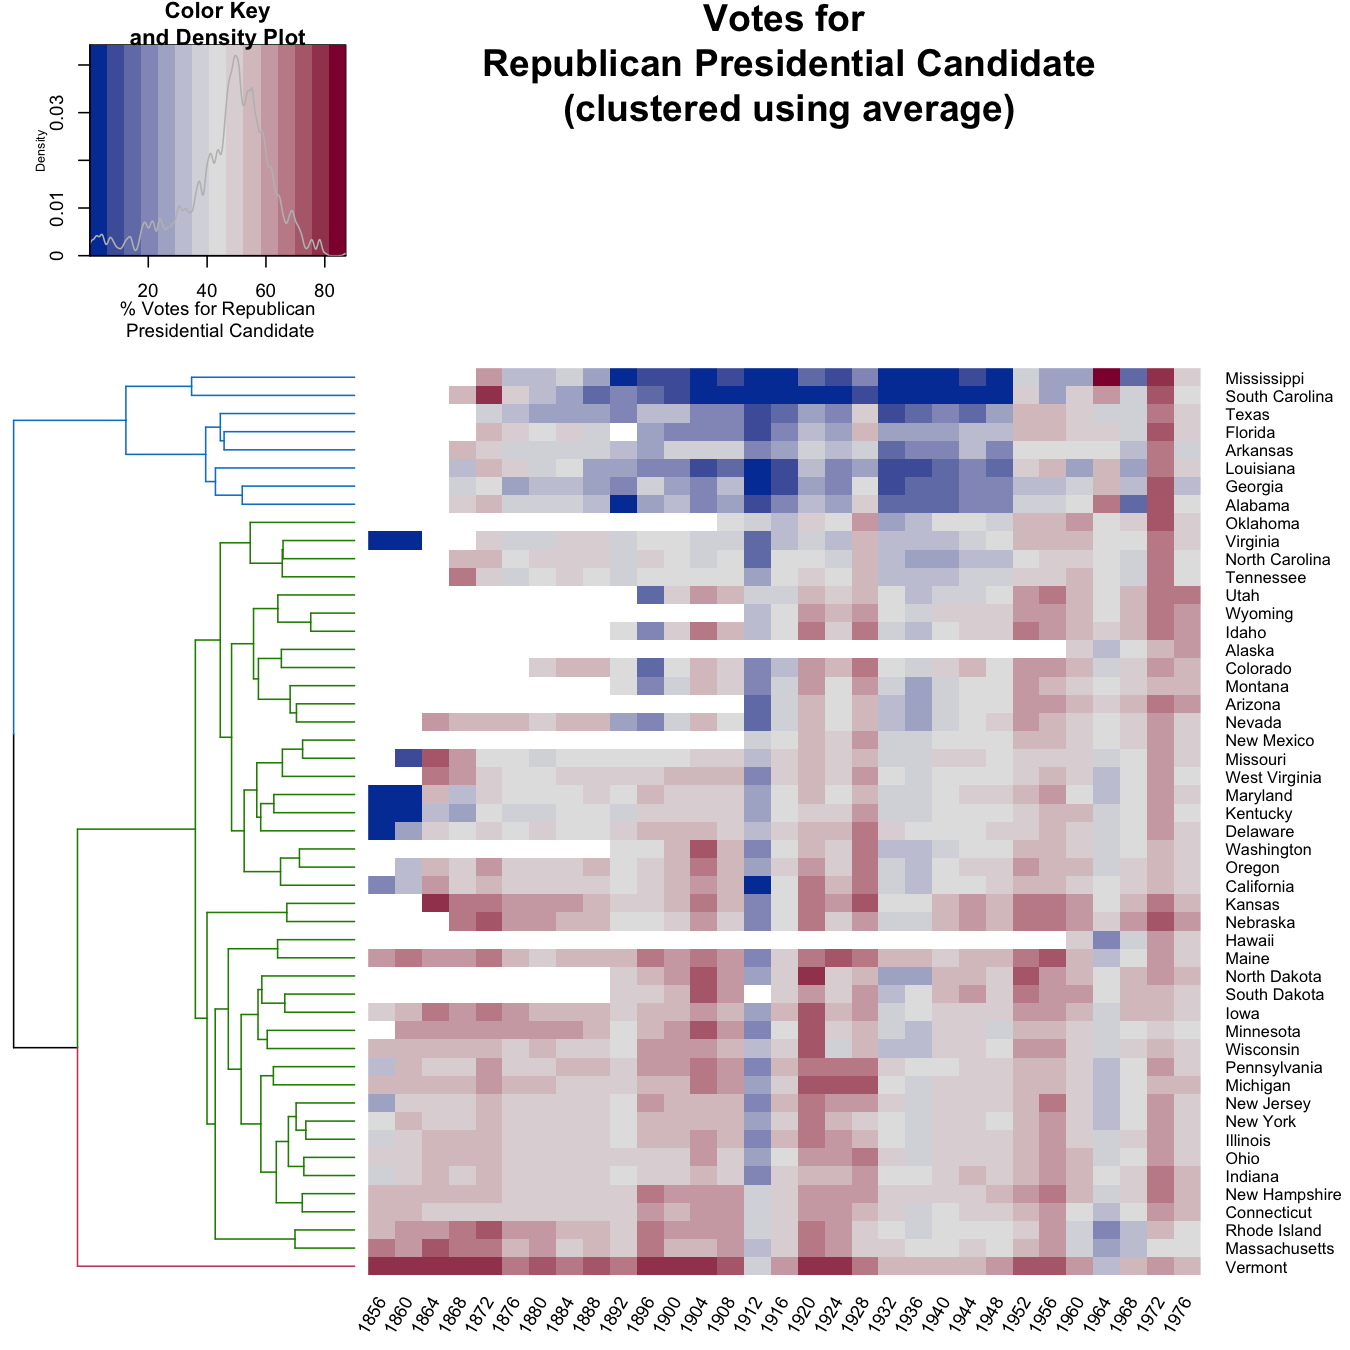 Color Key
and Density Plot
Votes for
Republican Presidential Candidate
(clustered using average)
Density
0 0.01 0.03
20 40 60 80
% Votes for Republican
Presidential Candidate
Mississippi
South Carolina
Texas
Florida
Arkansas
Louisiana
Georgia
Alabama
Oklahoma
Virginia
North Carolina
Tennessee
Utah
Wyoming
Idaho
Alaska
Colorado
Montana
Arizona
Nevada
New Mexico
Missouri
West Virginia
Maryland
Kentucky
Delaware
Washington
Oregon
California
Kansas
Nebraska
Hawaii
Maine
North Dakota
South Dakota
Iowa
Minnesota
Wisconsin
Pennsylvania
Michigan
New Jersey
New York
Illinois
Ohio
Indiana
New Hampshire
Connecticut
Rhode Island
Massachusetts
Vermont
1856 1860 1864 1868 1872 1876 1880 1884 1888 1892 1896 1900 1904 1908 1912 1916 1920 1924 1928 1932 1936 1940 1944 1948 1952 1956 1960 1964 1968 1972 1976